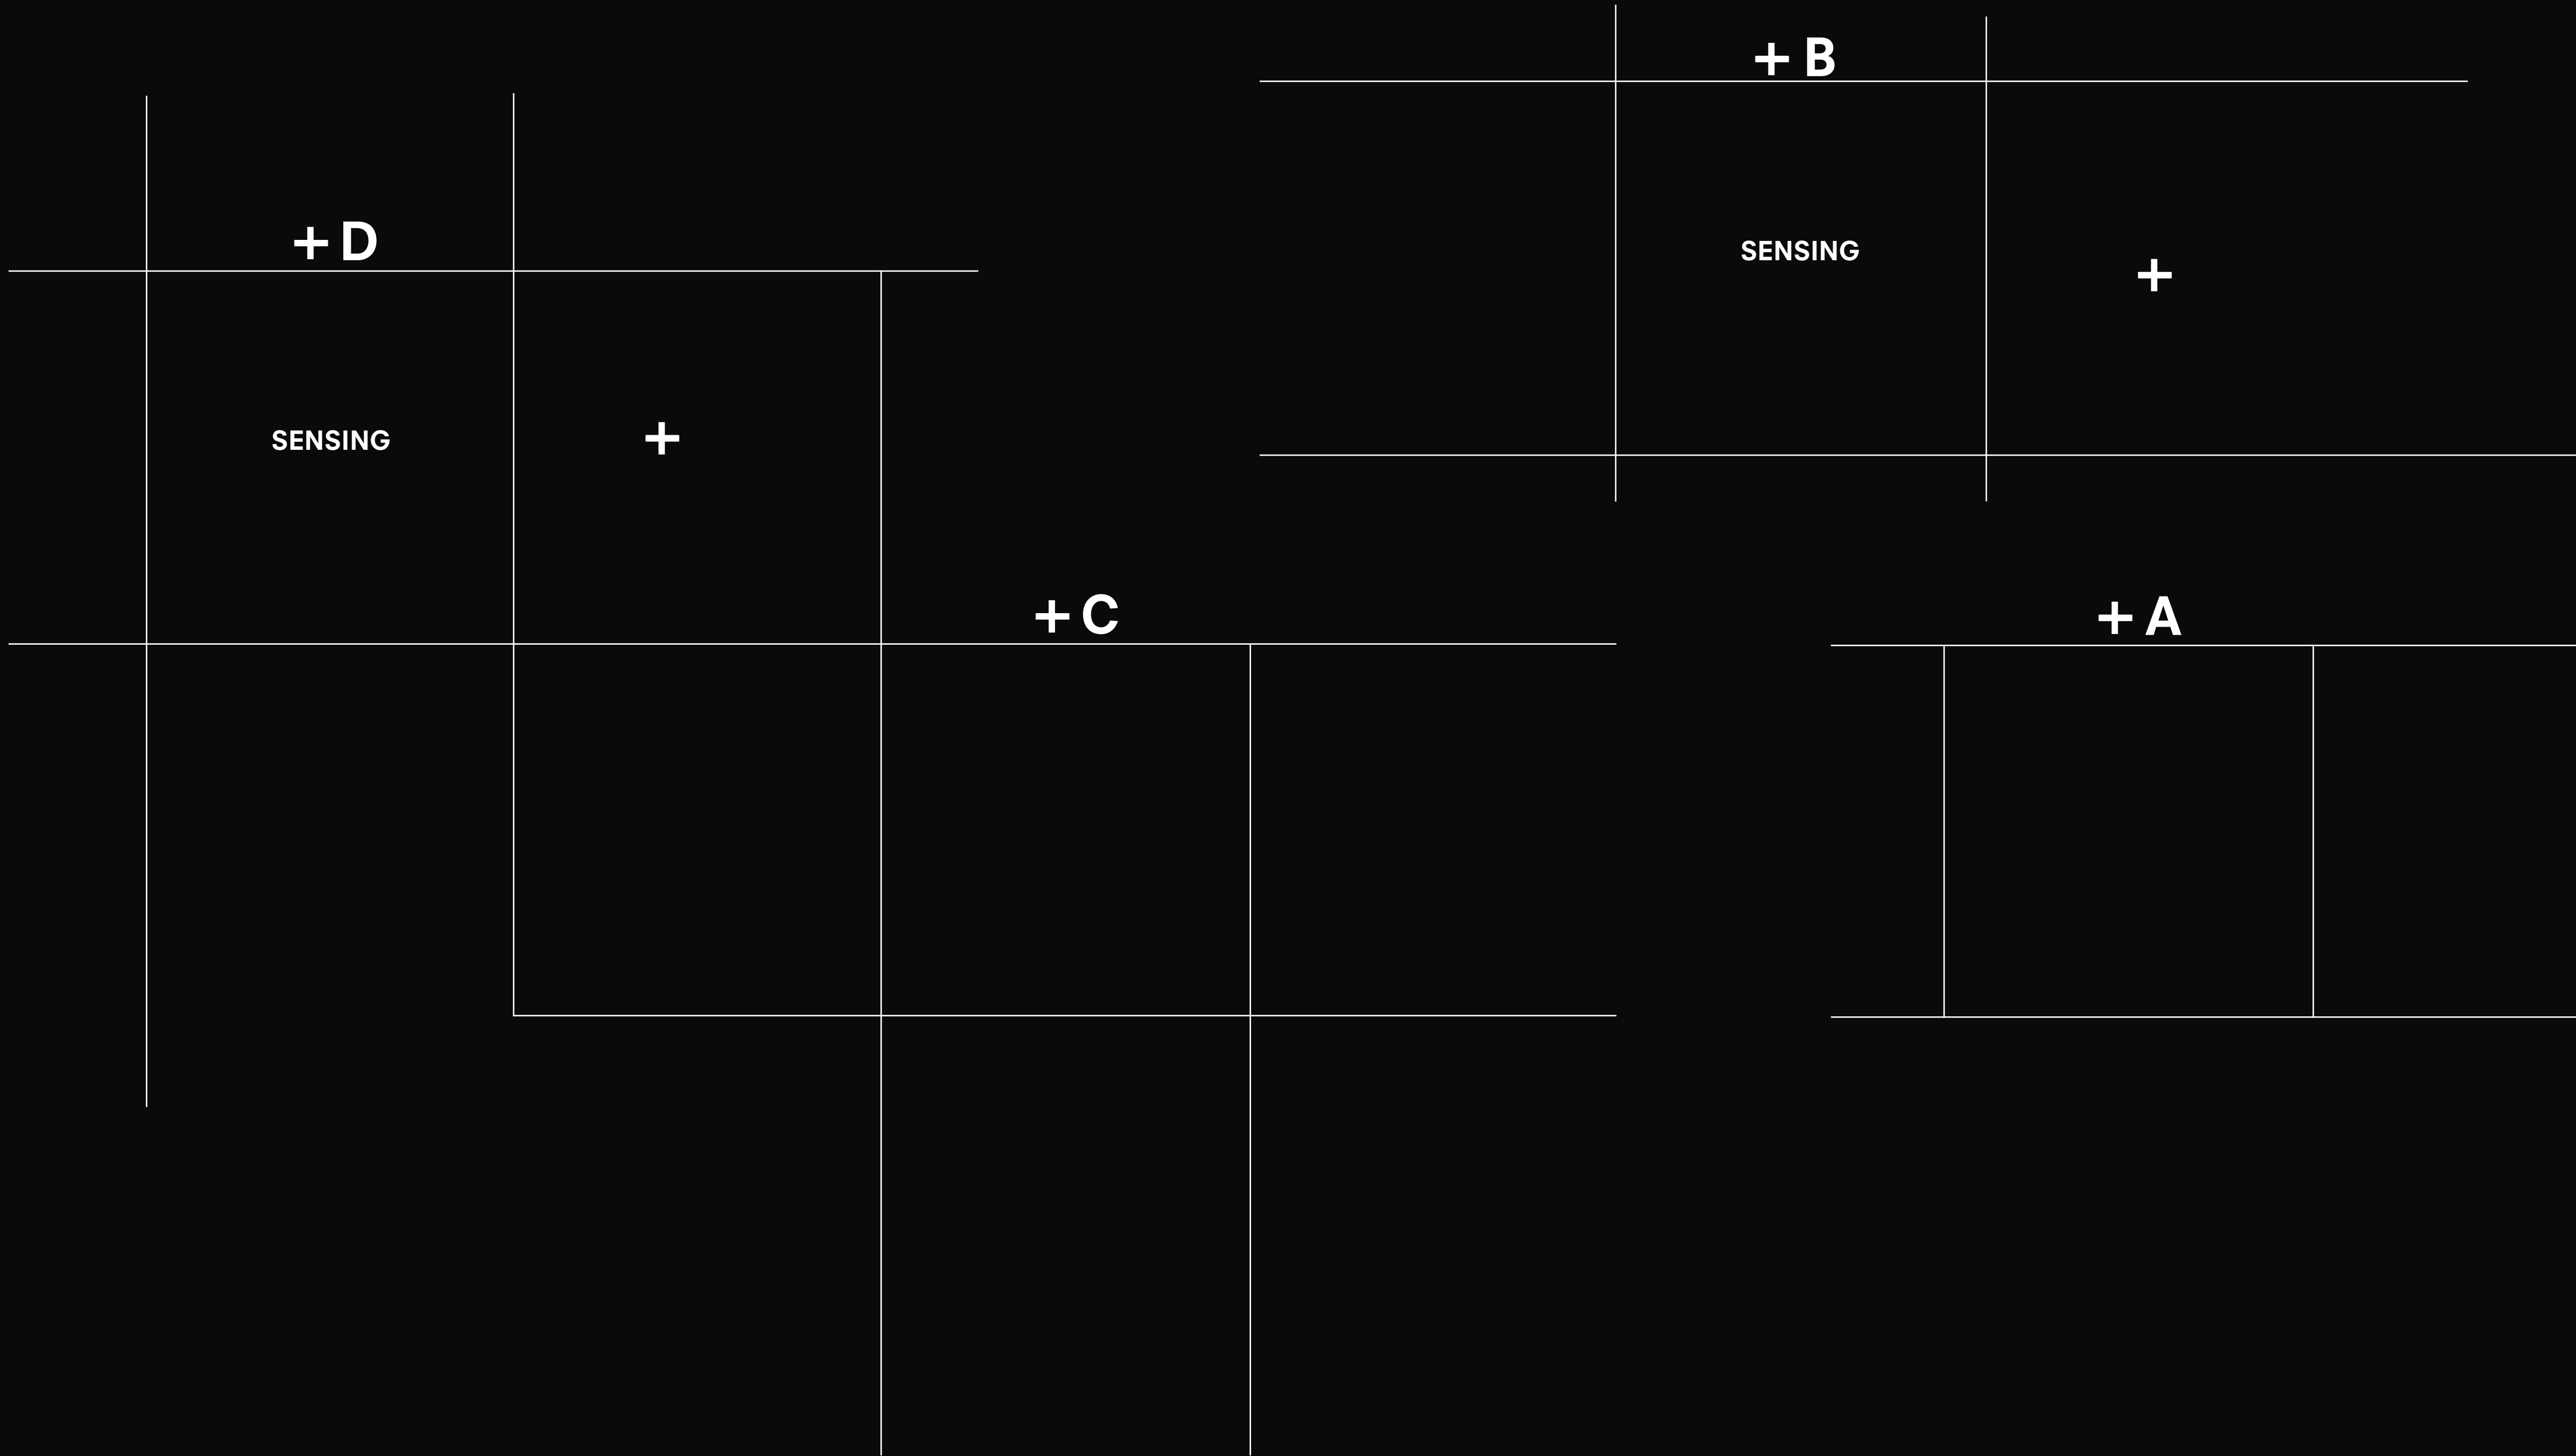 + B
+ D
SENSING
+
SENSING
+
+ C
+ A